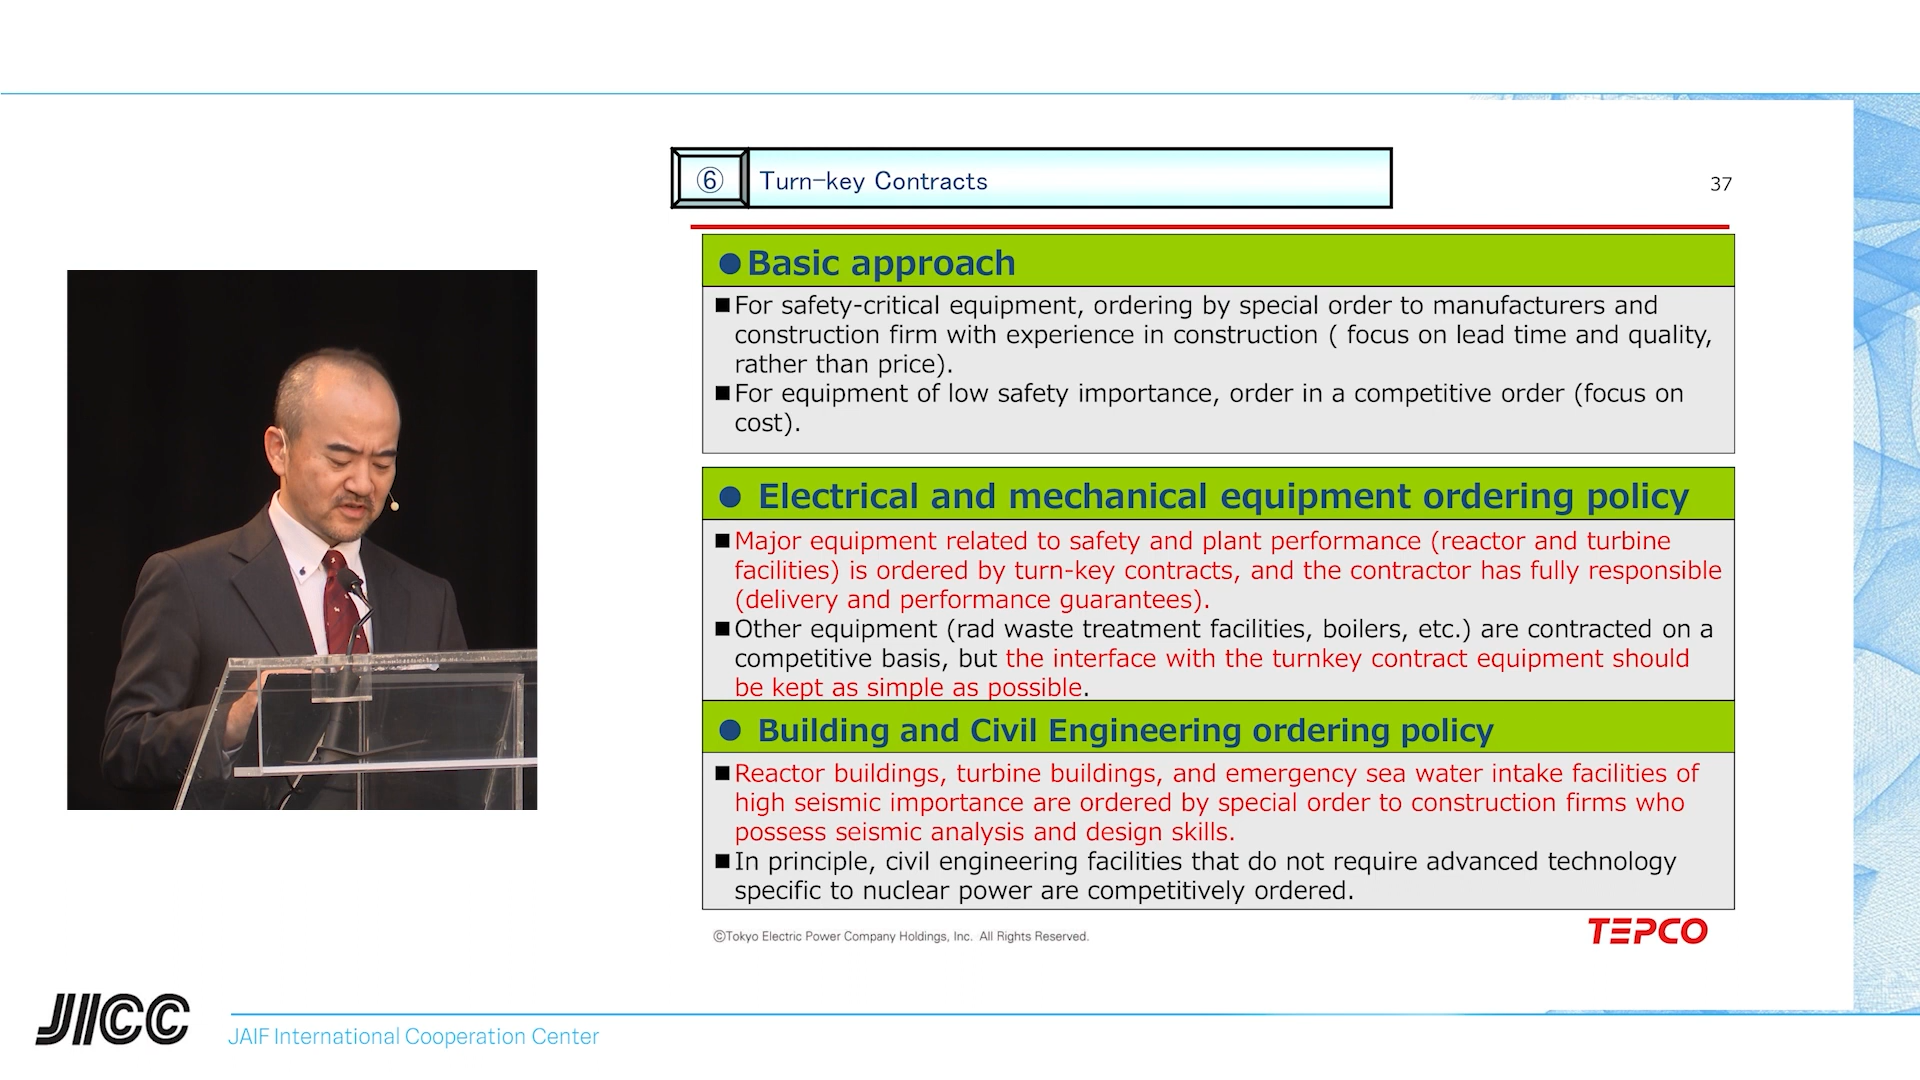 ⑥ Turn-key Contracts
37
●Basic approach
■For safety-critical equipment, ordering by special order to manufacturers and
construction firm with experience in construction ( focus on lead time and quality,
rather than price).
■For equipment of low safety importance, order in a competitive order (focus on
cost).
● Electrical and mechanical equipment ordering policy
■Major equipment related to safety and plant performance (reactor and turbine
facilities) is ordered by turn-key contracts, and the contractor has fully responsible
(delivery and performance guarantees).
■Other equipment (rad waste treatment facilities, boilers, etc.) are contracted on a
competitive basis, but the interface with the turnkey contract equipment should
be kept as simple as possible.
● Building and Civil Engineering ordering policy
■Reactor buildings, turbine buildings, and emergency sea water intake facilities of
high seismic importance are ordered by special order to construction firms who
possess seismic analysis and design skills.
■In principle, civil engineering facilities that do not require advanced technology
specific to nuclear power are competitively ordered.
©Tokyo Electric Power Company Holdings, Inc. All Rights Reserved.
TEPCO
JICC
JAIF International Cooperation Center